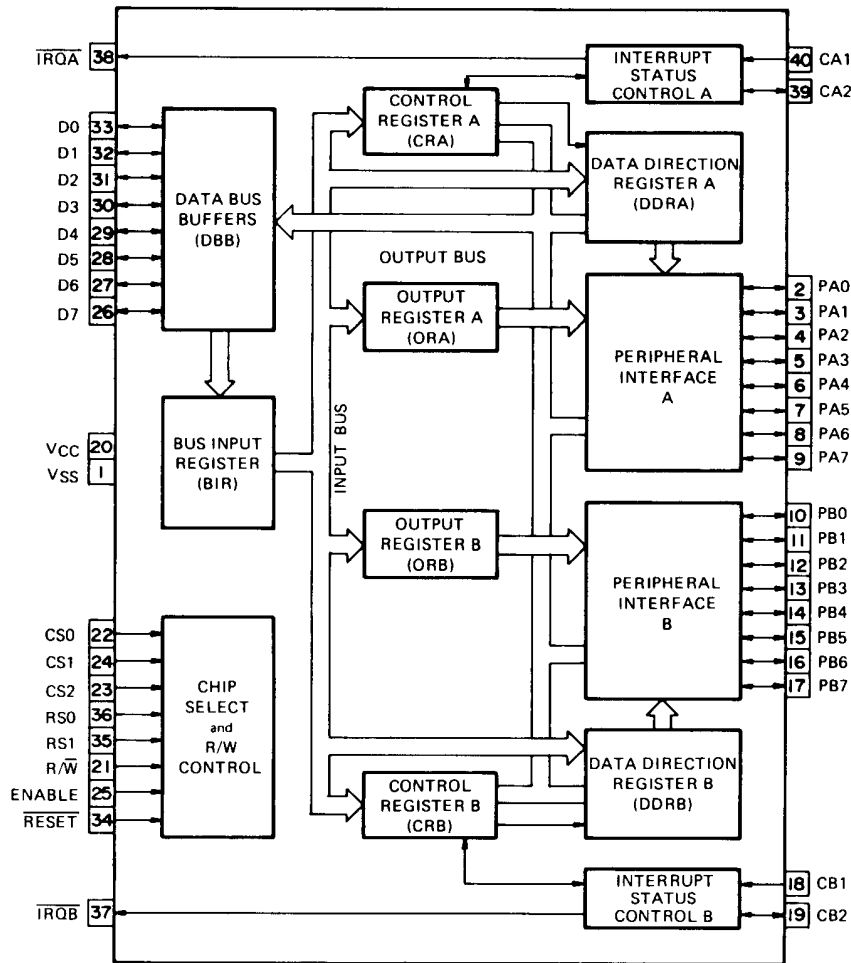 IRQA 38
D0 33
D1 32
D2 31
D3 30
D4 29
D5 28
D6 27
D7 26
VCC 20
VSS 1
CS0 22
CS1 24
CS2 23
RS0 36
RS1 35
R/W 21
ENABLE 25
RESET 34
IRQB 37
DATA BUS
BUFFERS
(DBB)
BUS INPUT
REGISTER
(BIR)
CHIP
SELECT
and
R/W
CONTROL
CONTROL
REGISTER A
(CRA)
OUTPUT BUS
OUTPUT
REGISTER A
(ORA)
INPUT BUS
OUTPUT
REGISTER B
(ORB)
CONTROL
REGISTER B
(CRB)
INTERRUPT
STATUS
CONTROL A
DATA DIRECTION
REGISTER A
(DDRA)
PERIPHERAL
INTERFACE
A
PERIPHERAL
INTERFACE
B
DATA DIRECTION
REGISTER B
(DDRB)
INTERRUPT
STATUS
CONTROL B
40 CA1
39 CA2
2 PA0
3 PA1
4 PA2
5 PA3
6 PA4
7 PA5
8 PA6
9 PA7
10 PB0
11 PB1
12 PB2
13 PB3
14 PB4
15 PB5
16 PB6
17 PB7
18 CB1
19 CB2